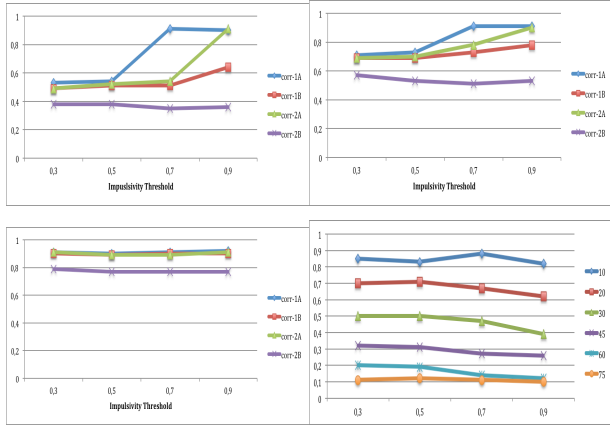 1
0,8
0,6
0,4
0,2
0
0,3 0,5 0,7 0,9
Impulsivity Threshold
corr-1A
corr-1B
corr-2A
corr-2B
1
0,8
0,6
0,4
0,2
0
0,3 0,5 0,7 0,9
Impulsivity Threshold
corr-1A
corr-1B
corr-2A
corr-2B
1
0,8
0,6
0,4
0,2
0
0,3 0,5 0,7 0,9
Impulsivity Threshold
corr-1A
corr-1B
corr-2A
corr-2B
1
0,9
0,8
0,7
0,6
0,5
0,4
0,3
0,2
0,1
0
0,3 0,5 0,7 0,9
10
20
30
45
60
75